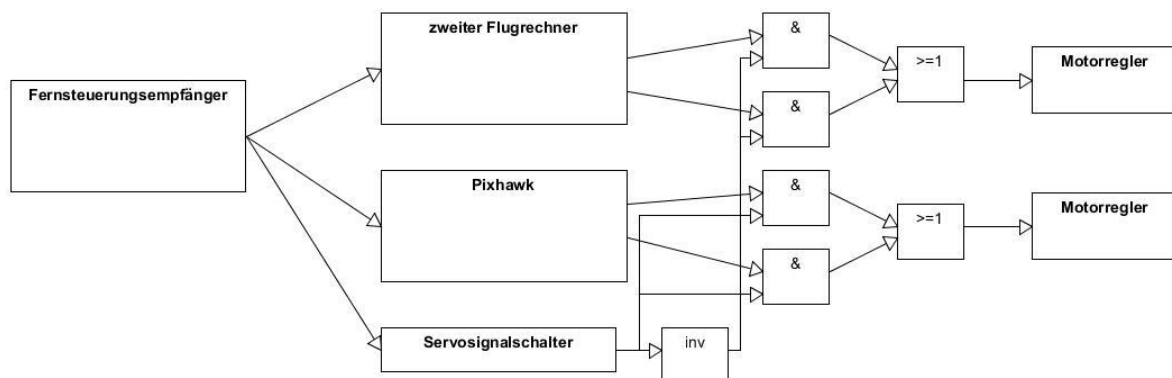 zweiter Flugrechner
&
>=1
Motorregler
Fernsteuerungsempfänger
&
Pixhawk
&
>=1
Motorregler
&
Servosignalschalter
inv